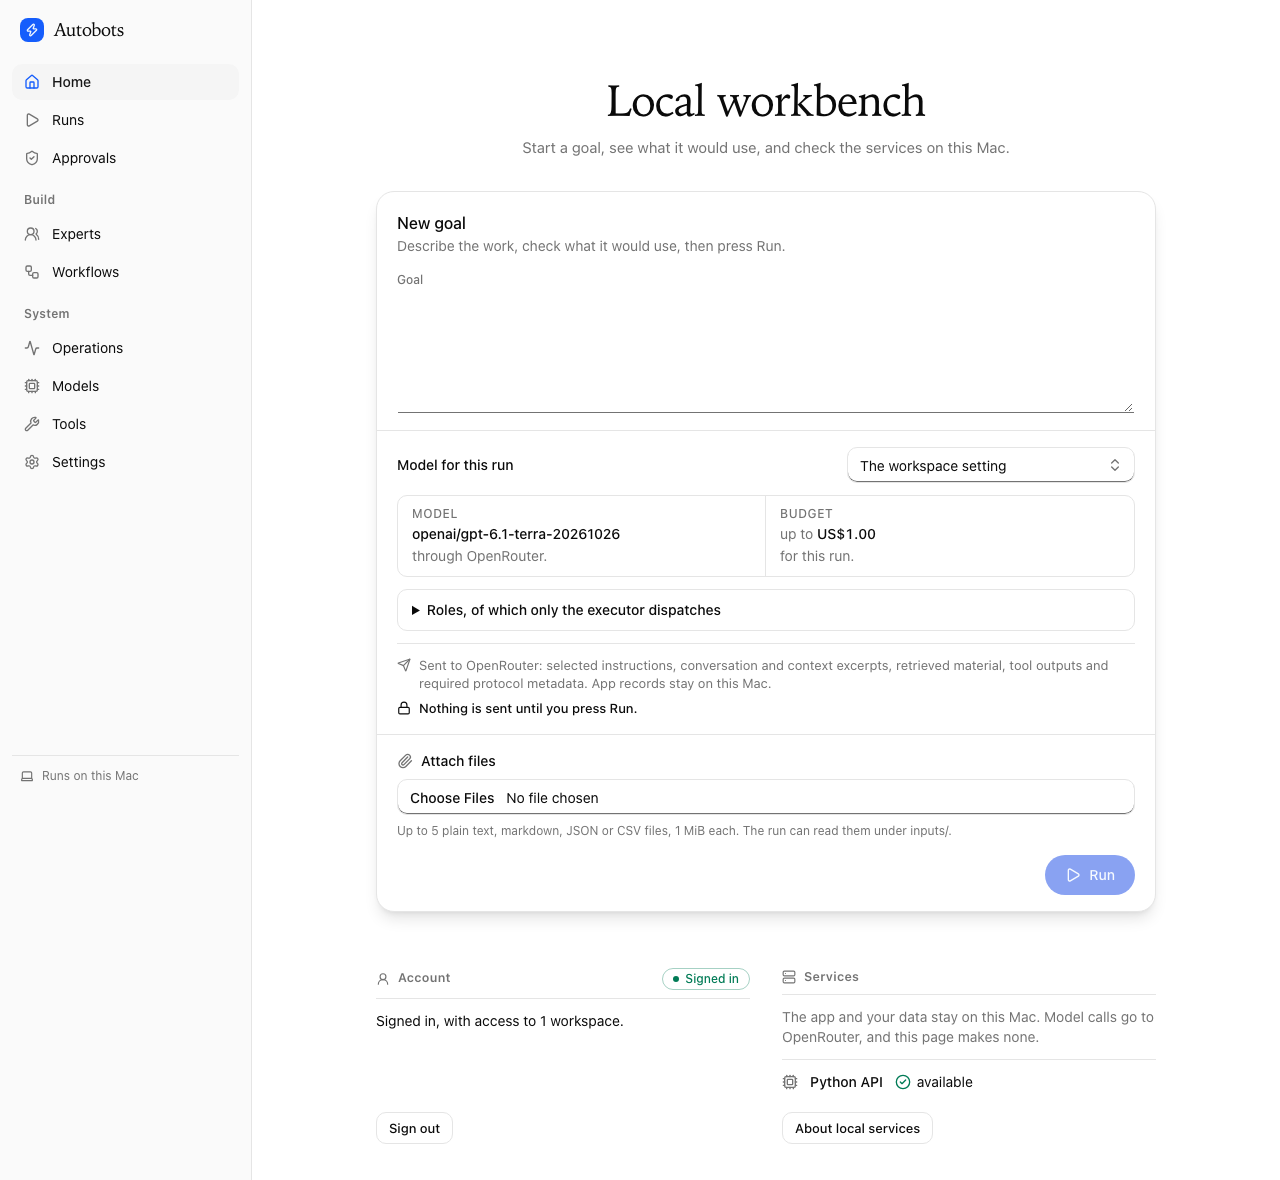 Autobots
Home
Runs
Approvals
Build
Experts
Workflows
System
Operations
Models
Tools
Settings
Runs on this Mac
Local workbench
Start a goal, see what it would use, and check the services on this Mac.
New goal
Describe the work, check what it would use, then press Run.
Goal
Model for this run
The workspace setting
MODEL
openai/gpt-6.1-terra-20261026
through OpenRouter.
BUDGET
up to US$1.00
for this run.
Roles, of which only the executor dispatches
Sent to OpenRouter: selected instructions, conversation and context excerpts, retrieved material, tool outputs and
required protocol metadata. App records stay on this Mac.
Nothing is sent until you press Run.
Attach files
Choose Files No file chosen
Up to 5 plain text, markdown, JSON or CSV files, 1 MiB each. The run can read them under inputs/.
Run
Account
Signed in
Signed in, with access to 1 workspace.
Sign out
Services
The app and your data stay on this Mac. Model calls go to
OpenRouter, and this page makes none.
Python API available
About local services